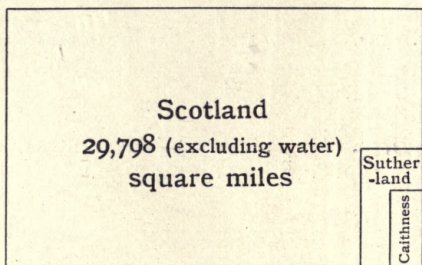 Scotland
29,798 (excluding water)
square miles
Suther
-land
Caithness